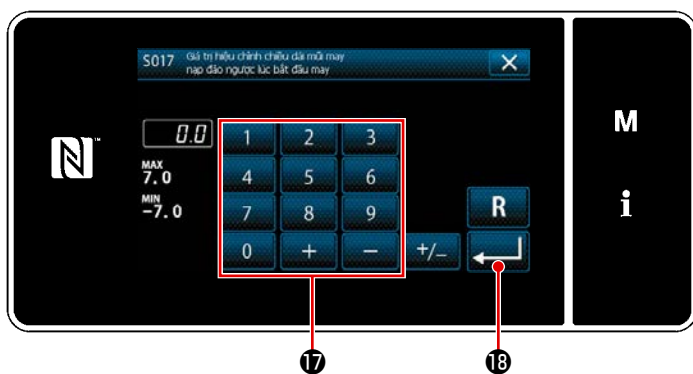 S017 Giá trị hiệu chỉnh chiều dài mũi may
nạp đảo ngược lúc bắt đầu may
X
0.0
1 2 3
MAX
7.0
4 5 6
MIN
-7.0
7 8 9
R
0 + - +/-
M
i
N
⓱ ⓲